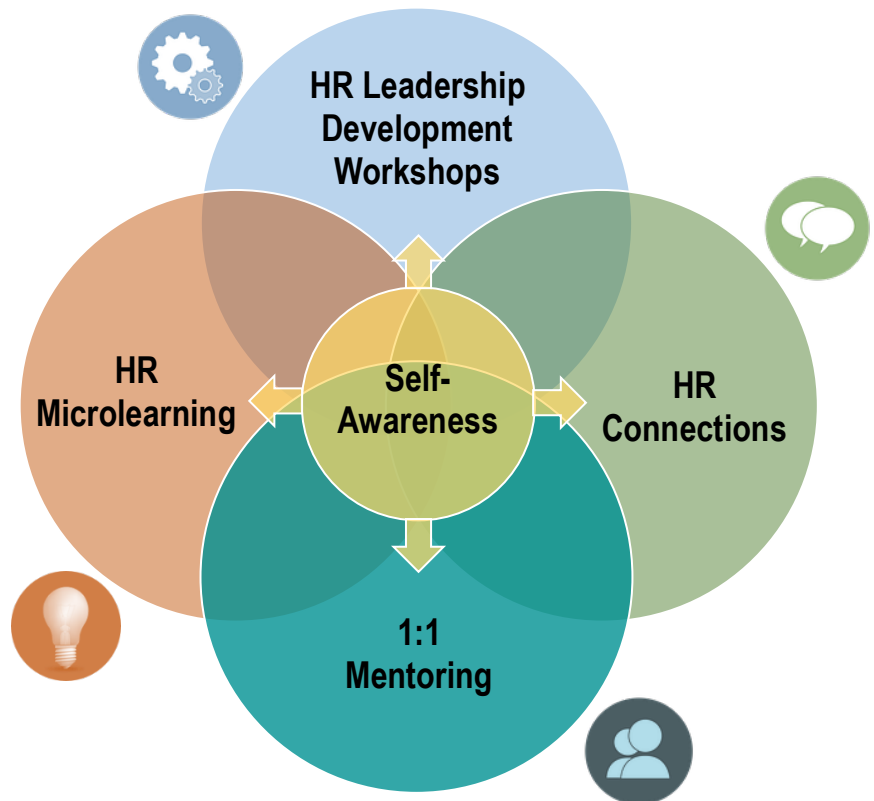 HR Leadership
Development
Workshops
HR
Microlearning
Self-
Awareness
HR
Connections
1:1
Mentoring